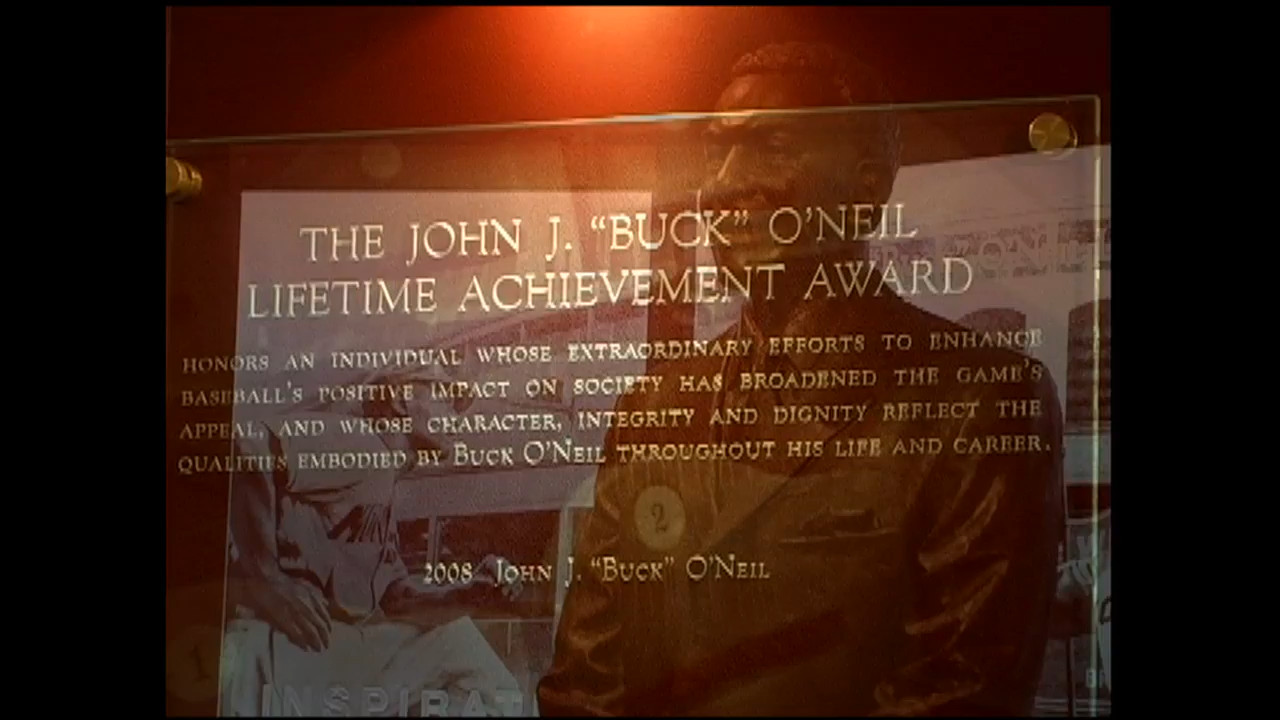 THE JOHN J. “BUCK” O’NEIL
LIFETIME ACHIEVEMENT AWARD
HONORS AN INDIVIDUAL WHOSE EXTRAORDINARY EFFORTS TO ENHANCE
BASEBALL’S POSITIVE IMPACT ON SOCIETY HAS BROADENED THE GAME’S
APPEAL, AND WHOSE CHARACTER, INTEGRITY AND DIGNITY REFLECT THE
QUALITIES EMBODIED BY BUCK O’NEIL THROUGHOUT HIS LIFE AND CAREER.
2
2008 JOHN J. “BUCK” O’NEIL
1